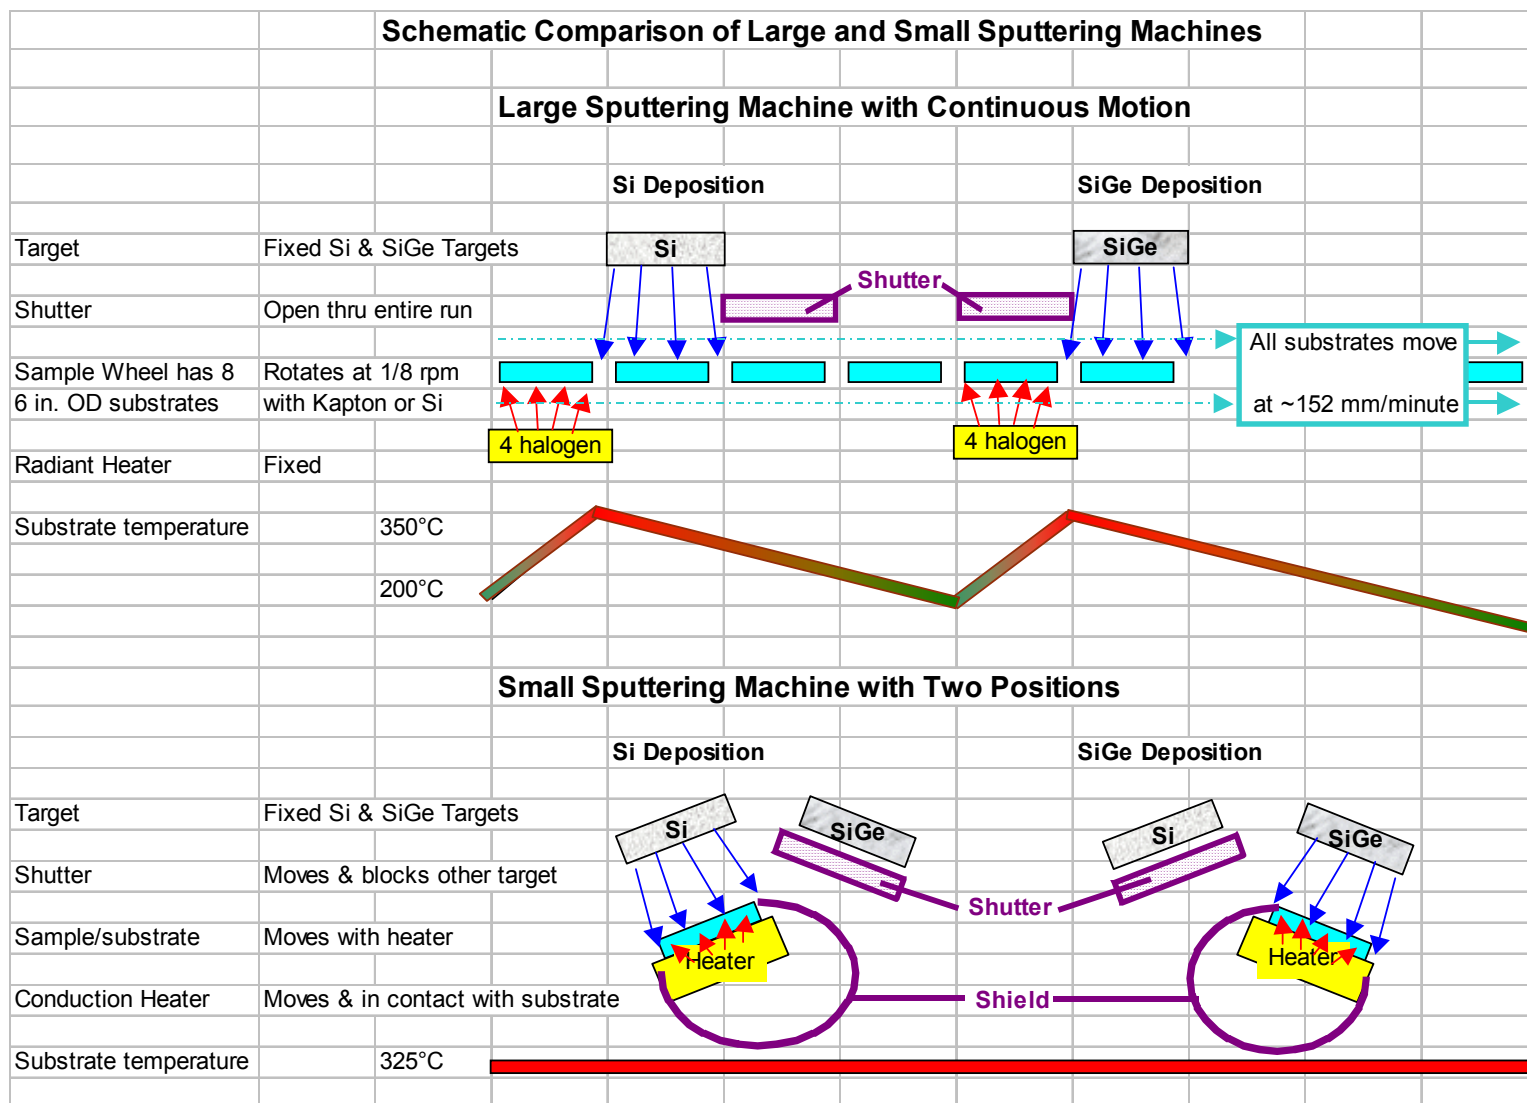 Schematic Comparison of Large and Small Sputtering Machines
Large Sputtering Machine with Continuous Motion
Si Deposition SiGe Deposition
Target Fixed Si & SiGe Targets Si SiGe
Shutter
Shutter Open thru entire run
All substrates move
Sample Wheel has 8 Rotates at 1/8 rpm
6 in. OD substrates with Kapton or Si at ~152 mm/minute
4 halogen 4 halogen
Radiant Heater Fixed
Substrate temperature 350°C
200°C
Small Sputtering Machine with Two Positions
Si Deposition SiGe Deposition
Target Fixed Si & SiGe Targets
Si SiGe Si SiGe
Shutter Moves & blocks other target
Shutter
Sample/substrate Moves with heater
Heater Heater
Conduction Heater Moves & in contact with substrate Shield
Substrate temperature 325°C